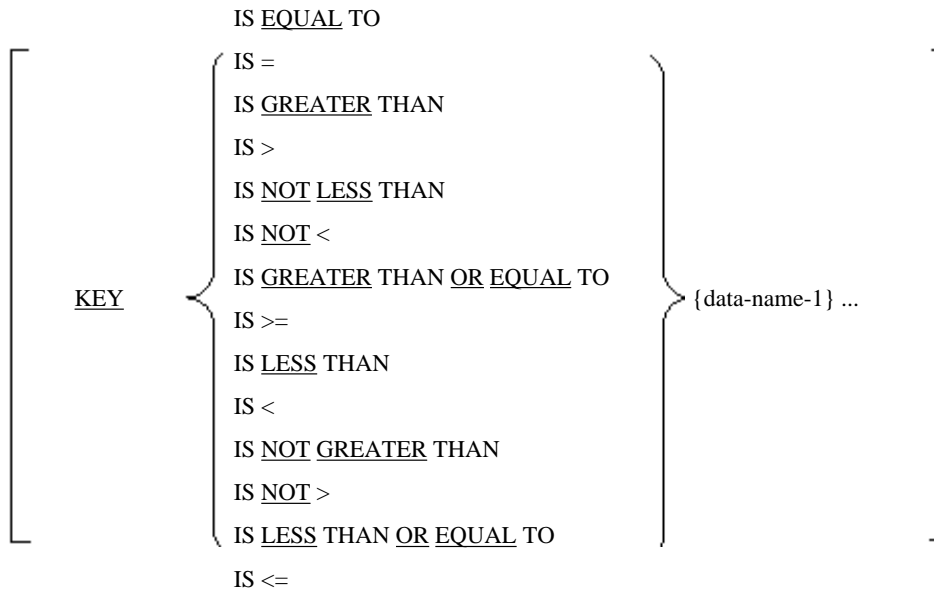 IS EQUAL TO
IS =
IS GREATER THAN
IS >
IS NOT LESS THAN
IS NOT <
IS GREATER THAN OR EQUAL TO
KEY {data-name-1} ...
IS >=
IS LESS THAN
IS <
IS NOT GREATER THAN
IS NOT >
IS LESS THAN OR EQUAL TO
IS <=